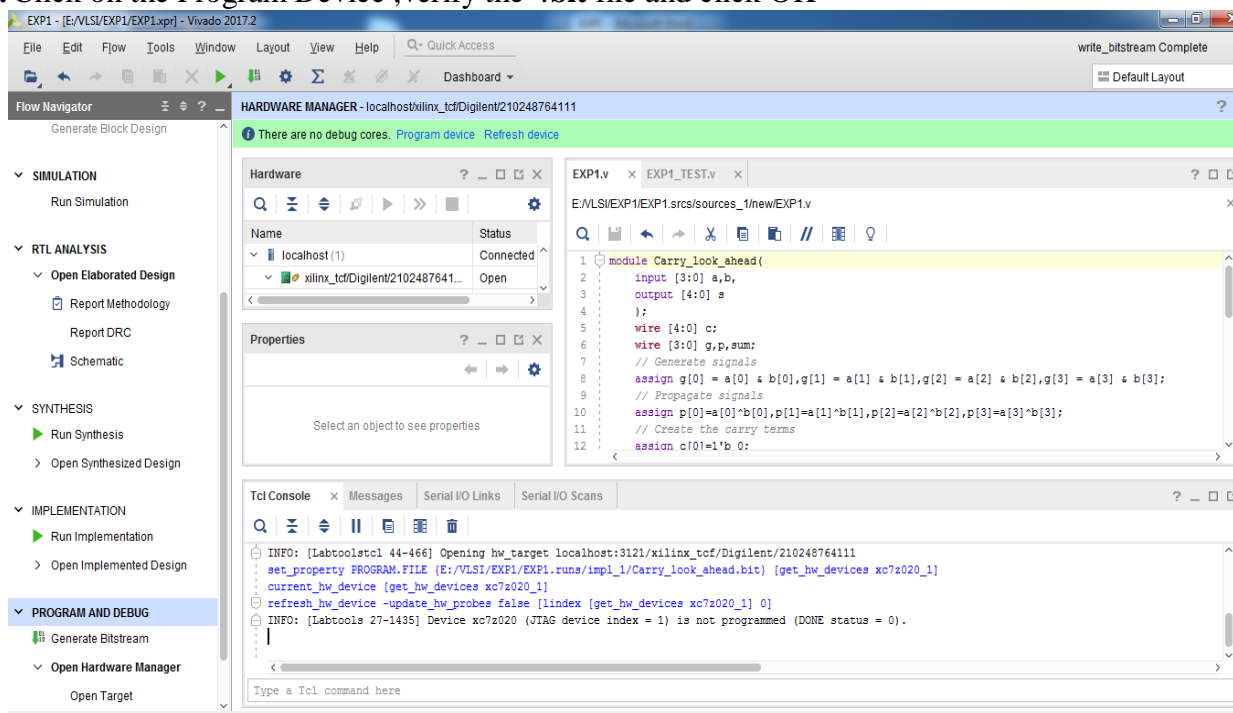 .Click on the Program Device ,verify the *.bit file and click OK
EXP1 - [E:/VLSI/EXP1/EXP1.xpr] - Vivado 2017.2
File Edit Flow Tools Window Layout View Help Quick Access
write_bitstream Complete
Dashboard
Default Layout
Flow Navigator
HARDWARE MANAGER - localhost/xilinx_tcf/Digilent/210248764111
Generate Block Design
There are no debug cores. Program device Refresh device
SIMULATION
Run Simulation
RTL ANALYSIS
Open Elaborated Design
Report Methodology
Report DRC
Schematic
SYNTHESIS
Run Synthesis
Open Synthesized Design
IMPLEMENTATION
Run Implementation
Open Implemented Design
PROGRAM AND DEBUG
Generate Bitstream
Open Hardware Manager
Open Target
Hardware
Name Status
localhost (1) Connected
xilinx_tcf/Digilent/2102487641... Open
Properties
Select an object to see properties
EXP1.v EXP1_TEST.v
E:/VLSI/EXP1/EXP1.srcs/sources_1/new/EXP1.v
1 module Carry_look_ahead(
2 input [3:0] a,b,
3 output [4:0] s
4 );
5 wire [4:0] c;
6 wire [3:0] g,p,sum;
7 // Generate signals
8 assign g[0] = a[0] & b[0],g[1] = a[1] & b[1],g[2] = a[2] & b[2],g[3] = a[3] & b[3];
9 // Propagate signals
10 assign p[0]=a[0]^b[0],p[1]=a[1]^b[1],p[2]=a[2]^b[2],p[3]=a[3]^b[3];
11 // Create the carry terms
12 assign c[0]=1'b 0;
Tcl Console Messages Serial I/O Links Serial I/O Scans
INFO: [Labtoolstcl 44-466] Opening hw_target localhost:3121/xilinx_tcf/Digilent/210248764111
set_property PROGRAM.FILE {E:/VLSI/EXP1/EXP1.runs/impl_1/Carry_look_ahead.bit} [get_hw_devices xc7z020_1]
current_hw_device [get_hw_devices xc7z020_1]
refresh_hw_device -update_hw_probes false [lindex [get_hw_devices xc7z020_1] 0]
INFO: [Labtools 27-1435] Device xc7z020 (JTAG device index = 1) is not programmed (DONE status = 0).
Type a Tcl command here